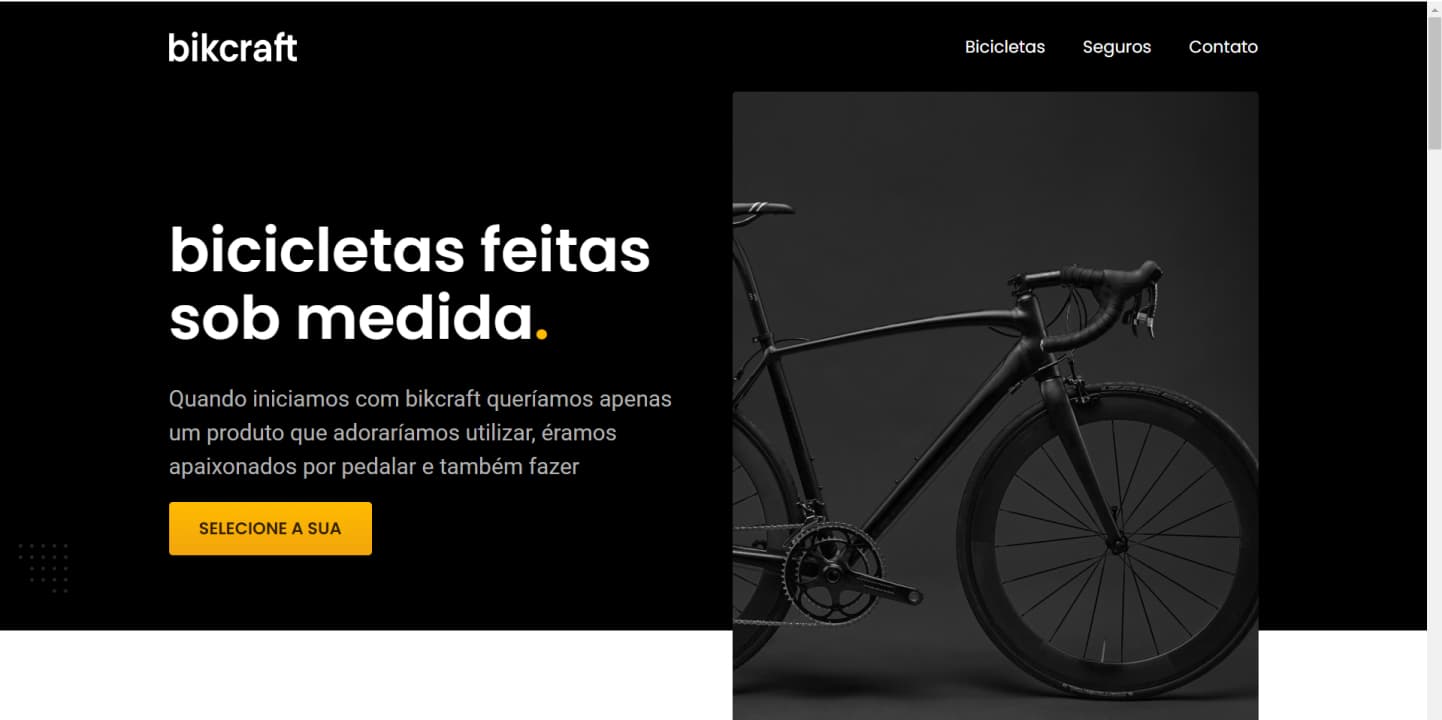 bikcraft
Bicicletas Seguros Contato
bicicletas feitas
sob medida.
Quando iniciamos com bikcraft queríamos apenas
um produto que adoraríamos utilizar, éramos
apaixonados por pedalar e também fazer
SELECIONE A SUA